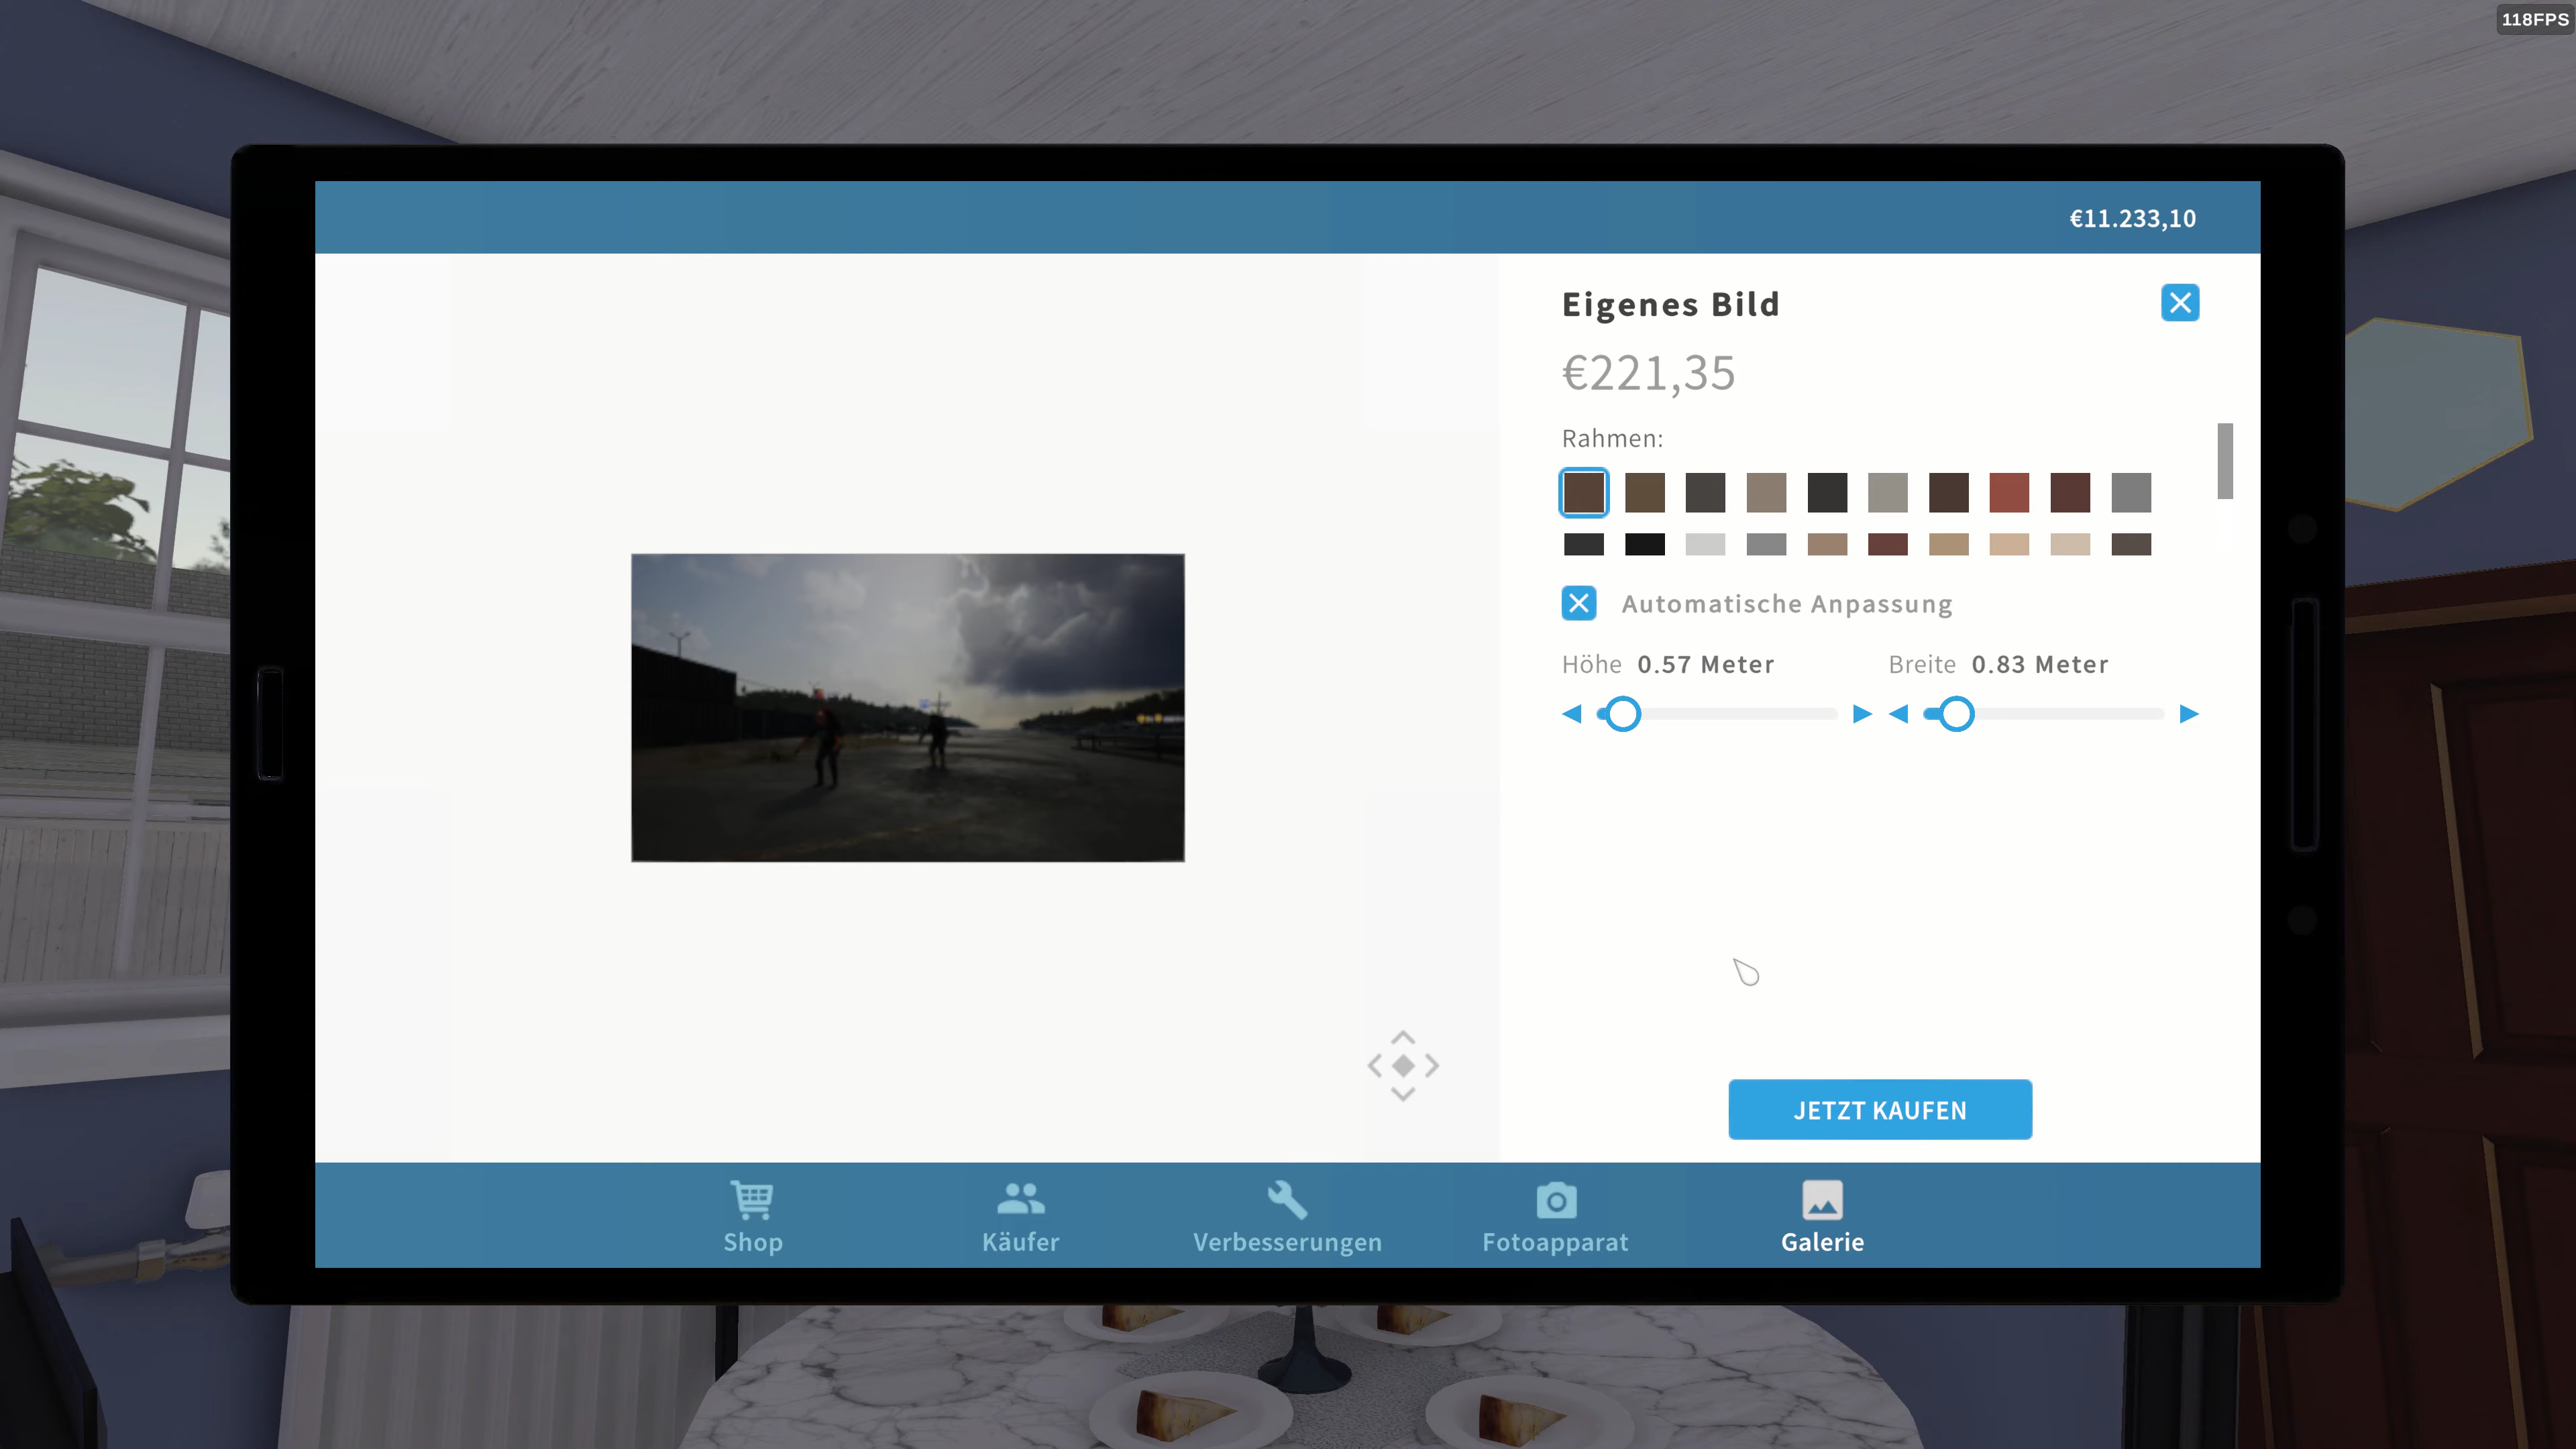 118FPS
€11.233,10
Eigenes Bild
€221,35
Rahmen:
Automatische Anpassung
Höhe 0.57 Meter Breite 0.83 Meter
JETZT KAUFEN
Shop Käufer Verbesserungen Fotoapparat Galerie